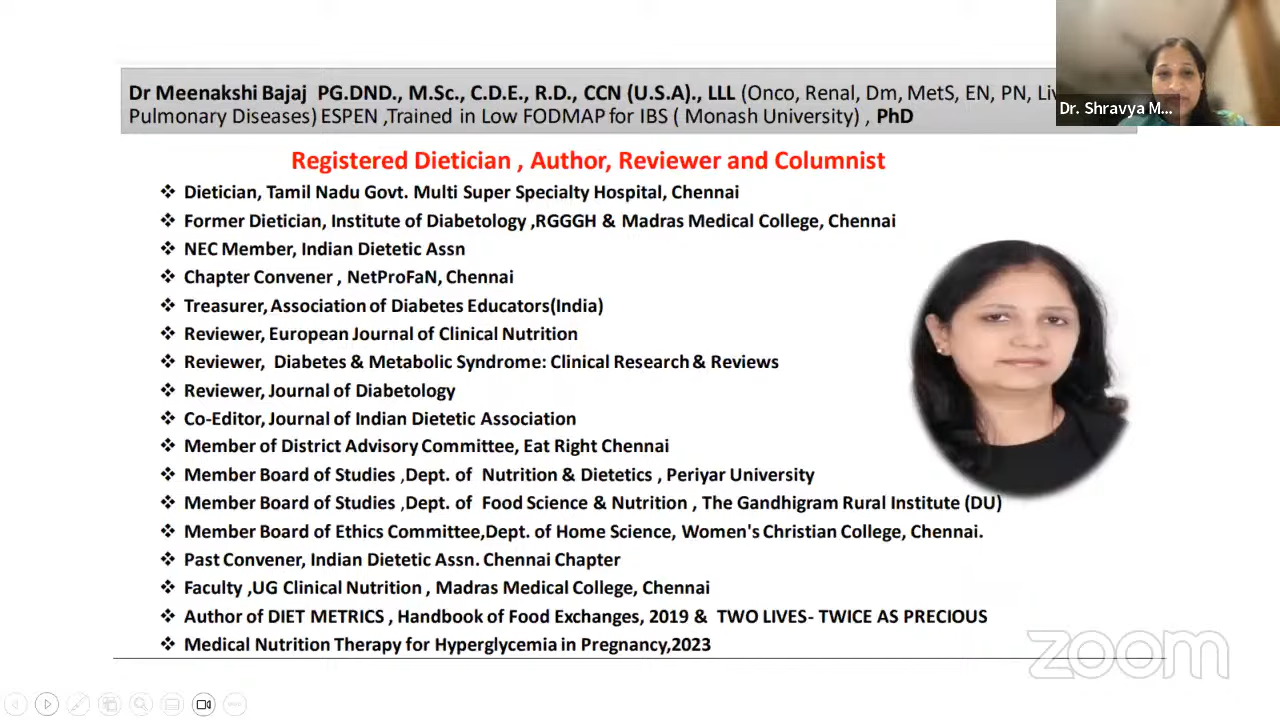 Dr Meenakshi Bajaj PG.DND., M.Sc., C.D.E., R.D., CCN (U.S.A)., LLL (Onco, Renal, Dm, MetS, EN, PN,
Pulmonary Diseases) ESPEN ,Trained in Low FODMAP for IBS ( Monash University) , PhD
Dr. Shravya M...
Registered Dietician , Author, Reviewer and Columnist
❖ Dietician, Tamil Nadu Govt. Multi Super Specialty Hospital, Chennai
❖ Former Dietician, Institute of Diabetology ,RGGGH & Madras Medical College, Chennai
❖ NEC Member, Indian Dietetic Assn
❖ Chapter Convener , NetProFaN, Chennai
❖ Treasurer, Association of Diabetes Educators(India)
❖ Reviewer, European Journal of Clinical Nutrition
❖ Reviewer, Diabetes & Metabolic Syndrome: Clinical Research & Reviews
❖ Reviewer, Journal of Diabetology
❖ Co-Editor, Journal of Indian Dietetic Association
❖ Member of District Advisory Committee, Eat Right Chennai
❖ Member Board of Studies ,Dept. of Nutrition & Dietetics , Periyar University
❖ Member Board of Studies ,Dept. of Food Science & Nutrition , The Gandhigram Rural Institute (DU)
❖ Member Board of Ethics Committee,Dept. of Home Science, Women's Christian College, Chennai.
❖ Past Convener, Indian Dietetic Assn. Chennai Chapter
❖ Faculty ,UG Clinical Nutrition , Madras Medical College, Chennai
❖ Author of DIET METRICS , Handbook of Food Exchanges, 2019 & TWO LIVES- TWICE AS PRECIOUS
❖ Medical Nutrition Therapy for Hyperglycemia in Pregnancy,2023
zoom